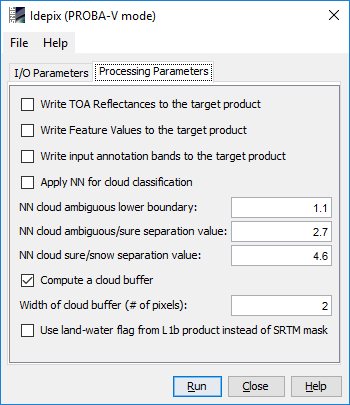 Idepix (PROBA-V mode)
File Help
I/O Parameters Processing Parameters
Write TOA Reflectances to the target product
Write Feature Values to the target product
Write input annotation bands to the target product
Apply NN for cloud classification
NN cloud ambiguous lower boundary: 1.1
NN cloud ambiguous/sure separation value: 2.7
NN cloud sure/snow separation value: 4.6
Compute a cloud buffer
Width of cloud buffer (# of pixels): 2
Use land-water flag from L1b product instead of SRTM mask
Run Close Help